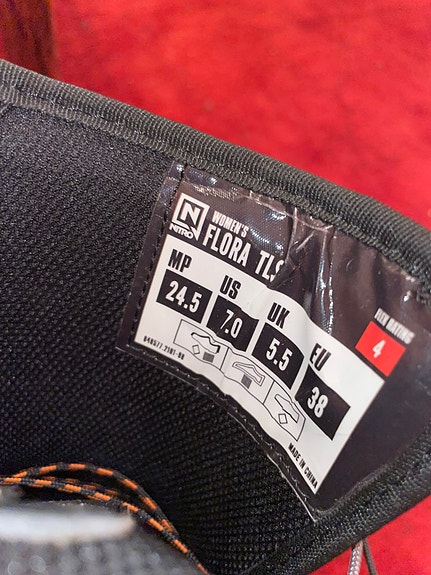 N
NITRO
WOMEN'S
FLORA TLS
MP US UK EU
24.5 7.0 5.5 38
FLEX RATING
4
MADE IN CHINA